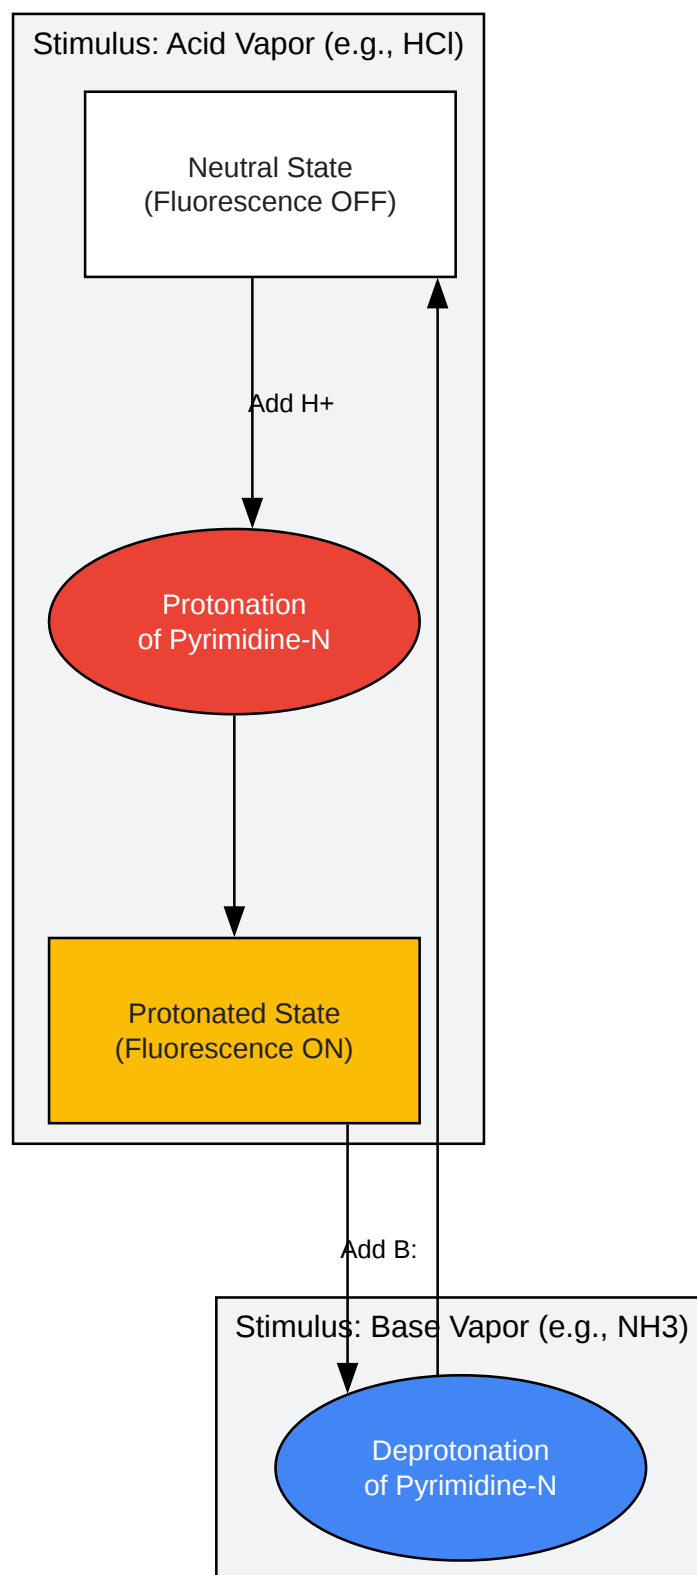 Stimulus: Acid Vapor (e.g., HCl)
Neutral State
(Fluorescence OFF)
Add H+
Protonation
of Pyrimidine-N
Protonated State
(Fluorescence ON)
Add B:
Stimulus: Base Vapor (e.g., NH3)
Deprotonation
of Pyrimidine-N